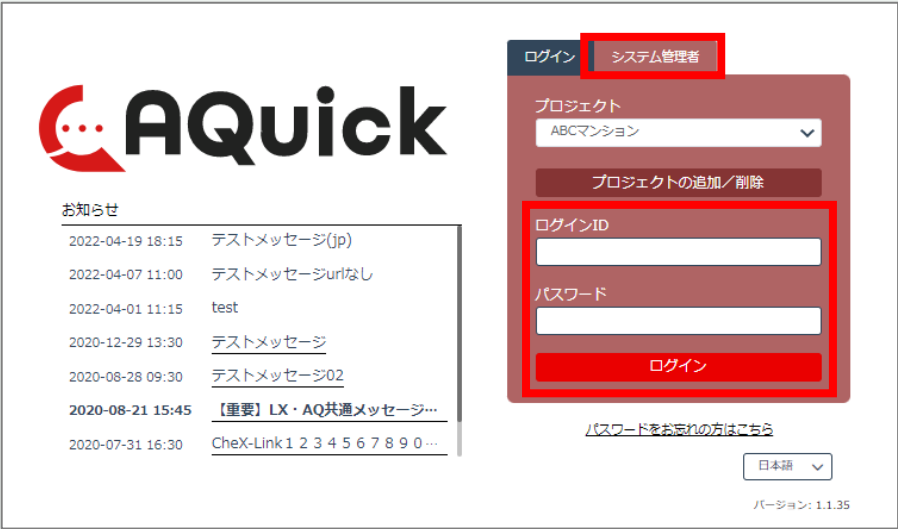 AQuick
お知らせ
2022-04-19 18:15 テストメッセージ(jp)
2022-04-07 11:00 テストメッセージurlなし
2022-04-01 11:15 test
2020-12-29 13:30 テストメッセージ
2020-08-28 09:30 テストメッセージ02
2020-08-21 15:45 【重要】LX・AQ共通メッセージ…
2020-07-31 16:30 CheX-Link１２３４５６７８９０…
ログイン システム管理者
プロジェクト
ABCマンション
プロジェクトの追加／削除
ログインID
パスワード
ログイン
パスワードをお忘れの方はこちら
日本語
バージョン: 1.1.35